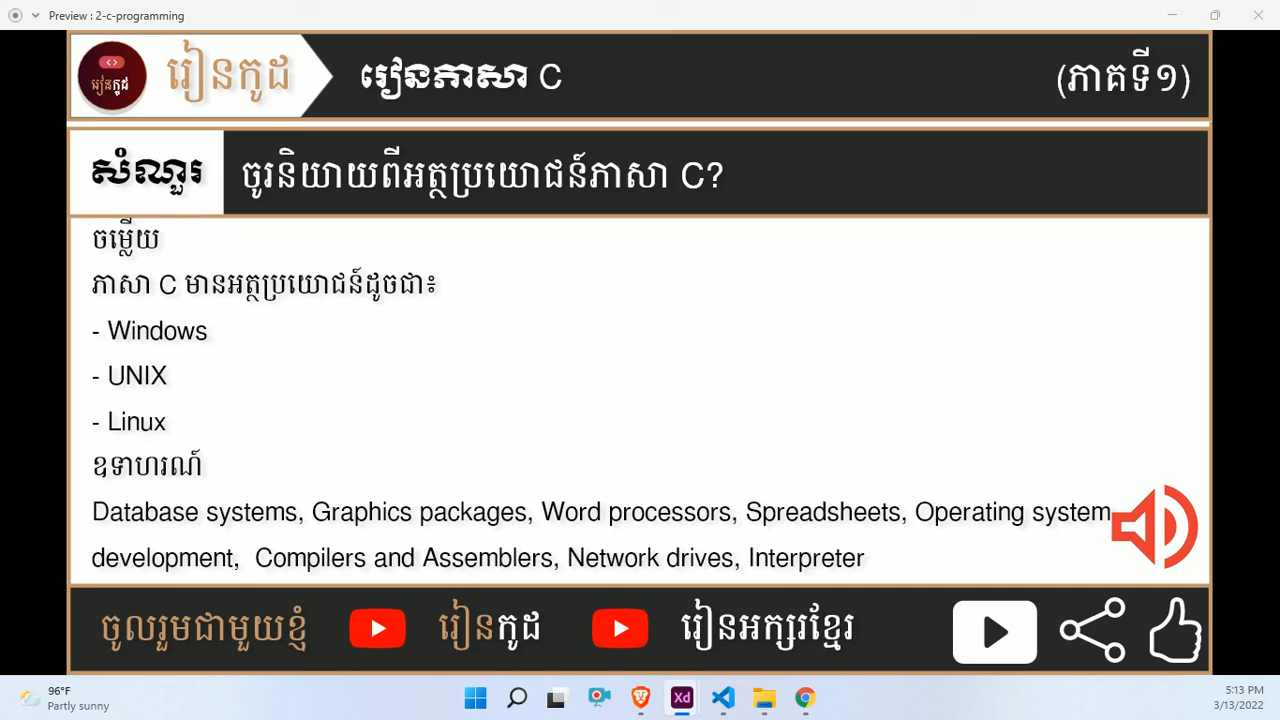 Preview : 2-c-programming
រៀនកូដ
រៀនកូដ
រៀនភាសា C
(ភាគទី១)
សំណួរ
ចូរនិយាយពីអត្ថប្រយោជន៍ភាសា C?
ចម្លើយ
ភាសា C មានអត្ថប្រយោជន៍ដូចជា៖
- Windows
- UNIX
- Linux
ឧទាហរណ៍
Database systems, Graphics packages, Word processors, Spreadsheets, Operating system
development,  Compilers and Assemblers, Network drives, Interpreter
ចូលរួមជាមួយខ្ញុំ
រៀនកូដ
រៀនអក្សរខ្មែរ
96°F
Partly sunny
Xd
5:13 PM
3/13/2022